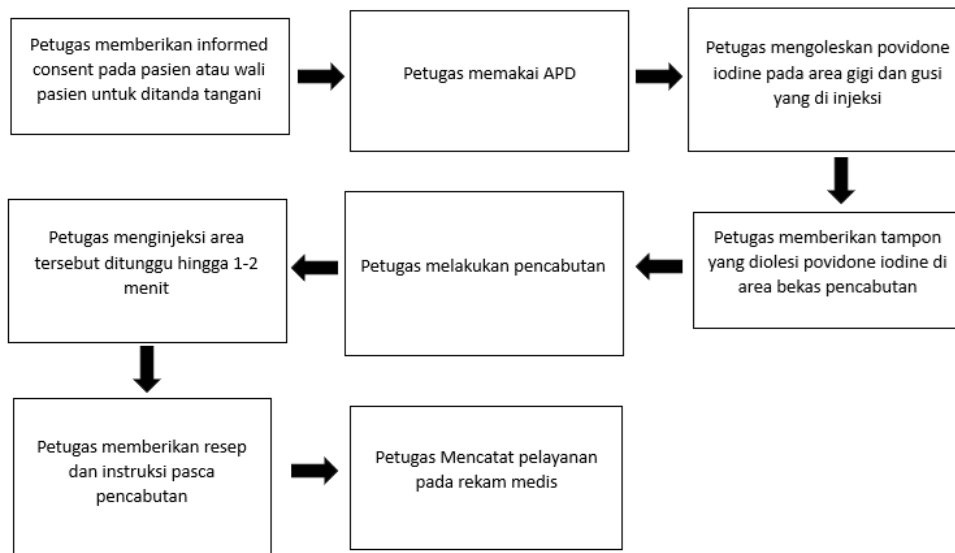 Petugas memberikan informed
consent pada pasien atau wali
pasien untuk ditanda tangani
Petugas memakai APD
Petugas mengoleskan povidone
iodine pada area gigi dan gusi
yang di injeksi
Petugas memberikan tampon
yang diolesi povidone iodine di
area bekas pencabutan
Petugas melakukan pencabutan
Petugas menginjeksi area
tersebut ditunggu hingga 1-2
menit
Petugas memberikan resep
dan instruksi pasca
pencabutan
Petugas Mencatat pelayanan
pada rekam medis